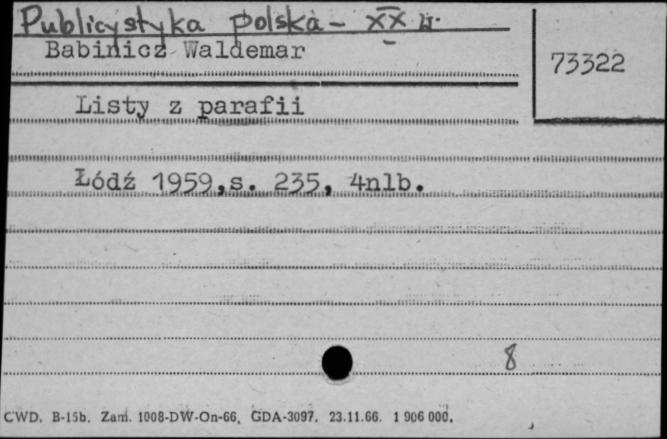 Publicystyka polska - XX w.
Babinicz Waldemar
73322
Listy z parafii
Łódź 1959, s. 235, 4nlb.
8
CWD. B-15b. Zam. 1008-DW-On-66. GDA-3097. 23.11.66. 1 906 000.